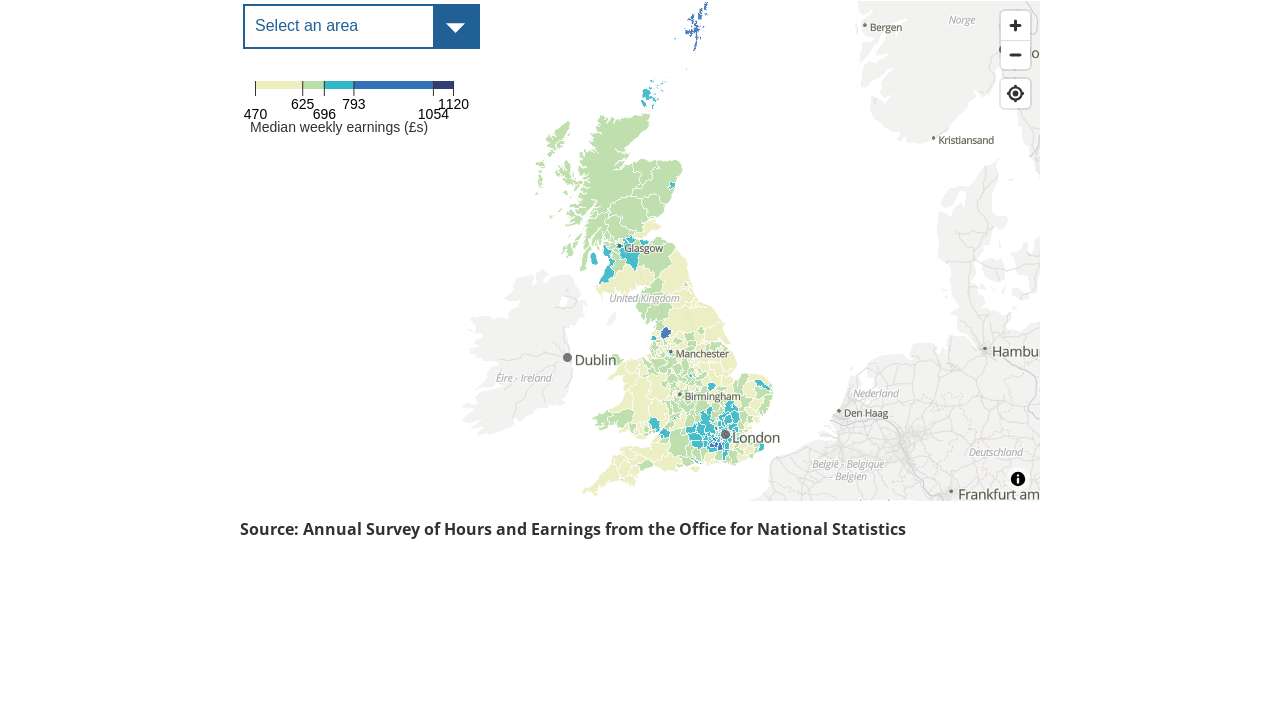 Select an area
470 625 696 793 1054 1120
Median weekly earnings (£s)
Norge
Bergen
Kristiansand
Glasgow
United Kingdom
Manchester
Dublin
Éire - Ireland
Birmingham
London
Hambu
Nederland
Den Haag
België - Belgique
- Belgien
Deutschland
Frankfurt am
Source: Annual Survey of Hours and Earnings from the Office for National Statistics